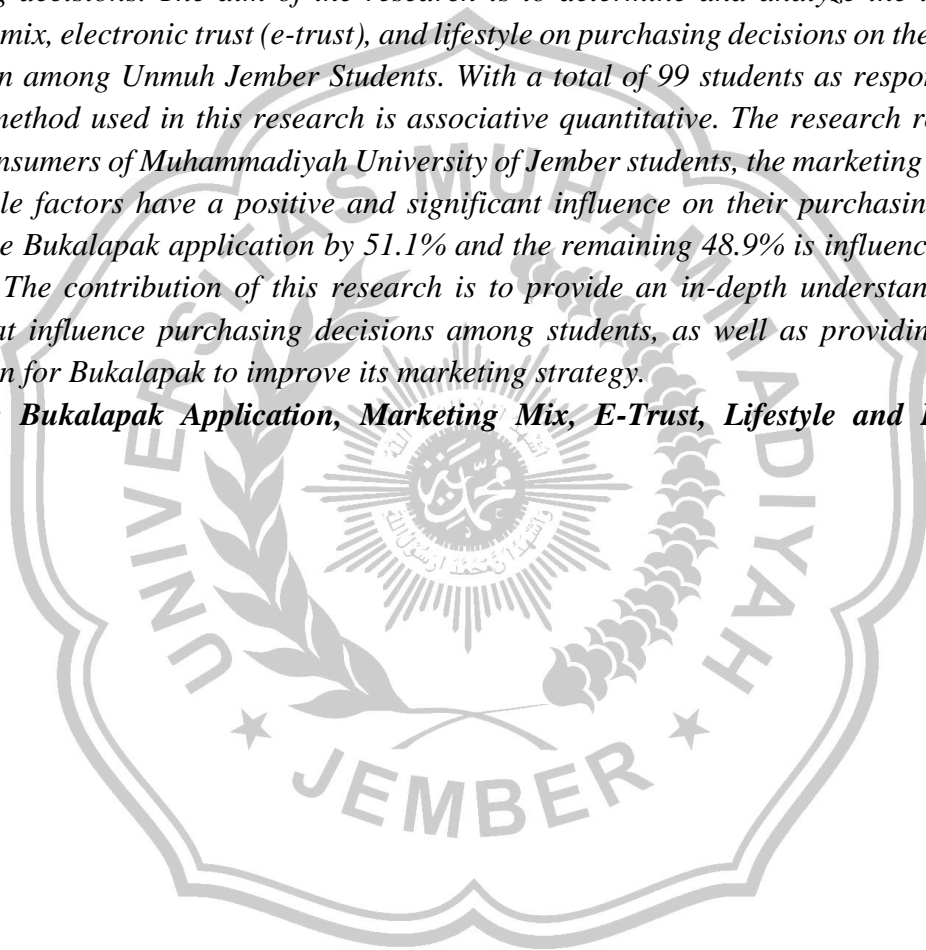 g decisions. The aim of the research is to determine and analyze the
mix, electronic trust (e-trust), and lifestyle on purchasing decisions on the
n among Unmuh Jember Students. With a total of 99 students as respo
method used in this research is associative quantitative. The research r
nsumers of Muhammadiyah University of Jember students, the marketing
le factors have a positive and significant influence on their purchasin
e Bukalapak application by 51.1% and the remaining 48.9% is influenc
The contribution of this research is to provide an in-depth understan
at influence purchasing decisions among students, as well as providin
n for Bukalapak to improve its marketing strategy.
Bukalapak Application, Marketing Mix, E-Trust, Lifestyle and
UNIVERSITAS MUHAMMADIYAH
JEMBER